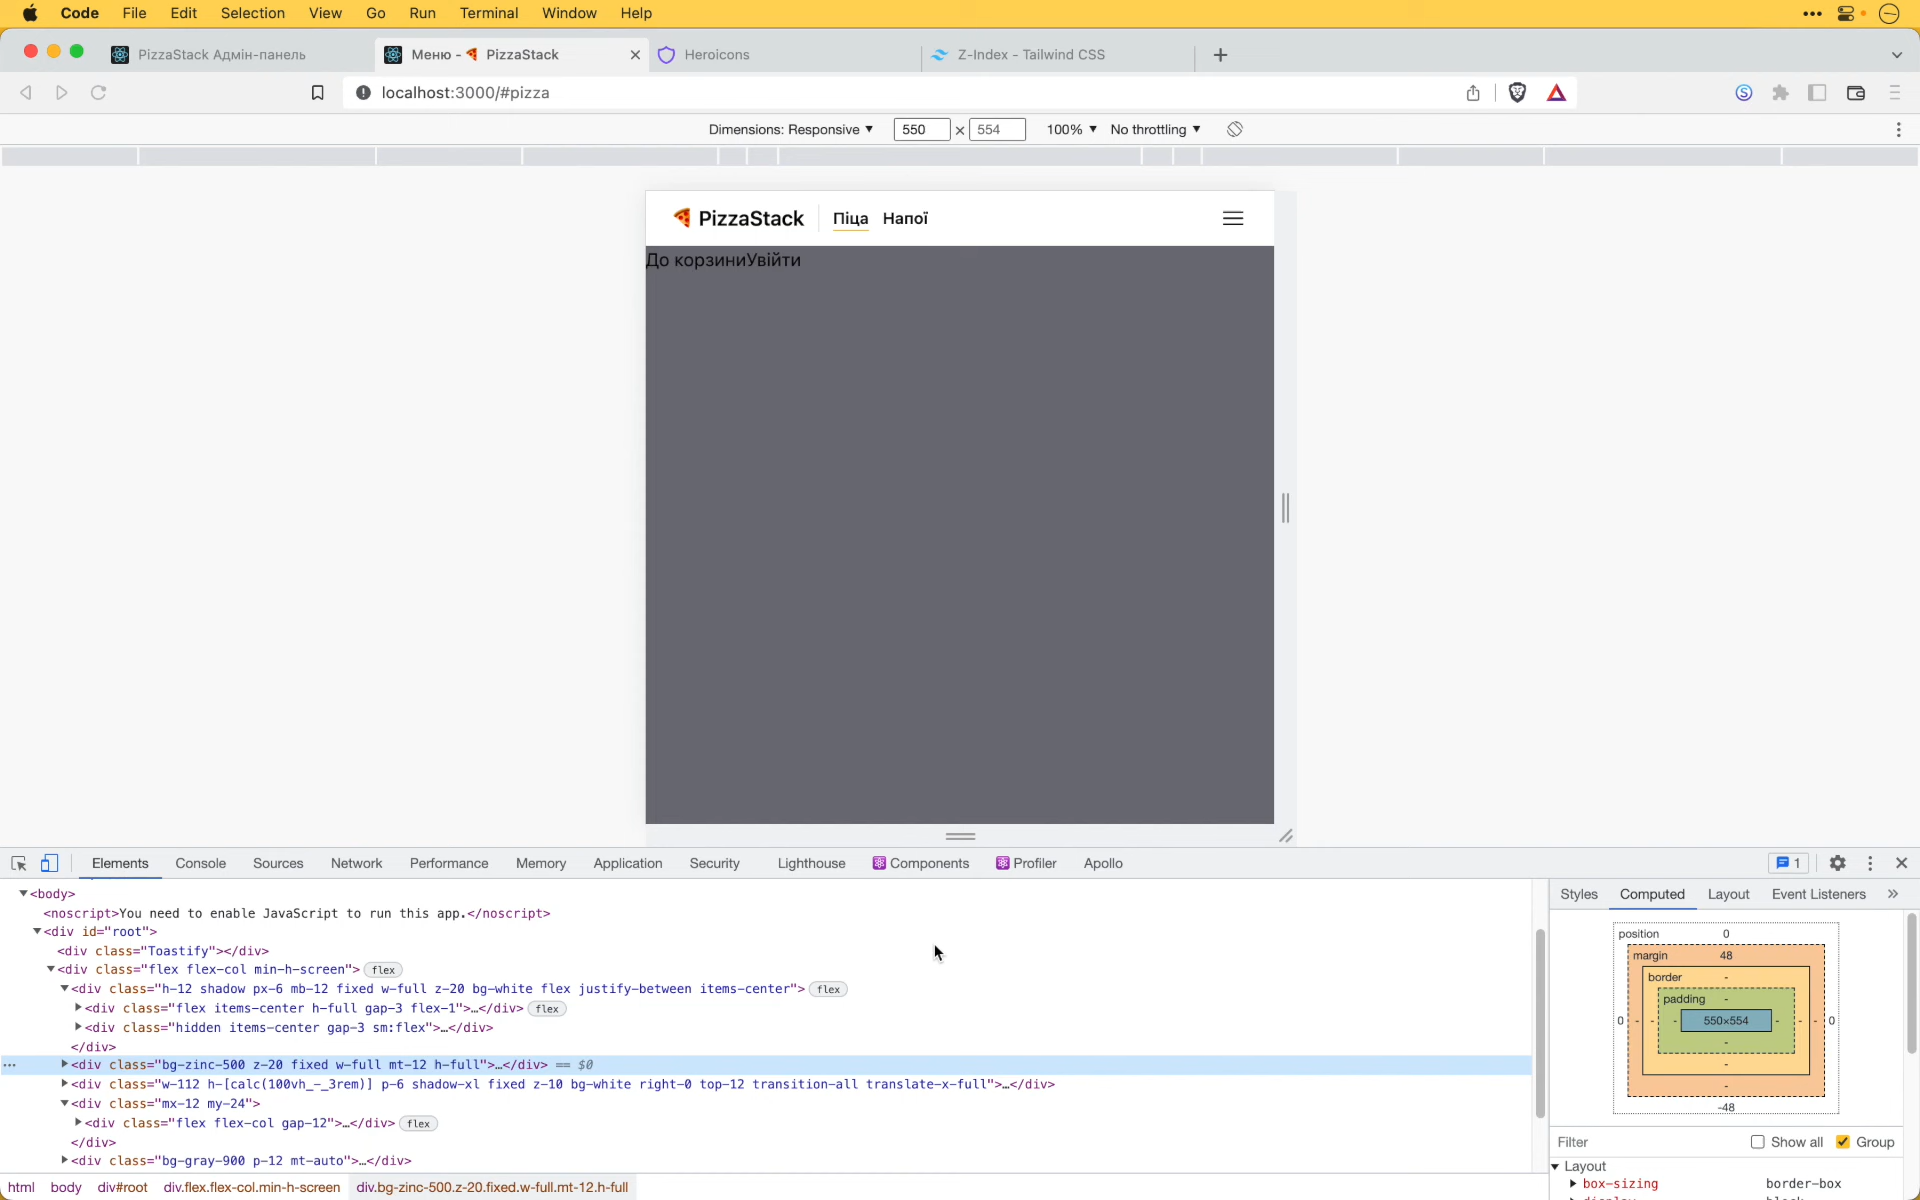 Code File Edit Selection View Go Run Terminal Window Help
PizzaStack Адмін-панель Меню - 🍕 PizzaStack Heroicons Z-Index - Tailwind CSS
localhost:3000/#pizza
Dimensions: Responsive 550 × 554 100% No throttling
PizzaStack Піца Напої
До корзиниУвійти
Elements Console Sources Network Performance Memory Application Security Lighthouse Components Profiler Apollo 1
Styles Computed Layout Event Listeners »
<body>
<noscript>You need to enable JavaScript to run this app.</noscript>
<div id="root">
<div class="Toastify"></div>
<div class="flex flex-col min-h-screen"> flex
<div class="h-12 shadow px-6 mb-12 fixed w-full z-20 bg-white flex justify-between items-center"> flex
<div class="flex items-center h-full gap-3 flex-1">…</div> flex
<div class="hidden items-center gap-3 sm:flex">…</div>
</div>
<div class="bg-zinc-500 z-20 fixed w-full mt-12 h-full">…</div> == $0
<div class="w-112 h-[calc(100vh_-_3rem)] p-6 shadow-xl fixed z-10 bg-white right-0 top-12 transition-all translate-x-full">…</div>
<div class="mx-12 my-24">
<div class="flex flex-col gap-12">…</div> flex
</div>
<div class="bg-gray-900 p-12 mt-auto">…</div>
html body div#root div.flex.flex-col.min-h-screen div.bg-zinc-500.z-20.fixed.w-full.mt-12.h-full
position 0
margin 48
border -
padding -
0 - - - 550×554 - - - 0
-
-
-
-48
Filter Show all Group
Layout
box-sizing border-box